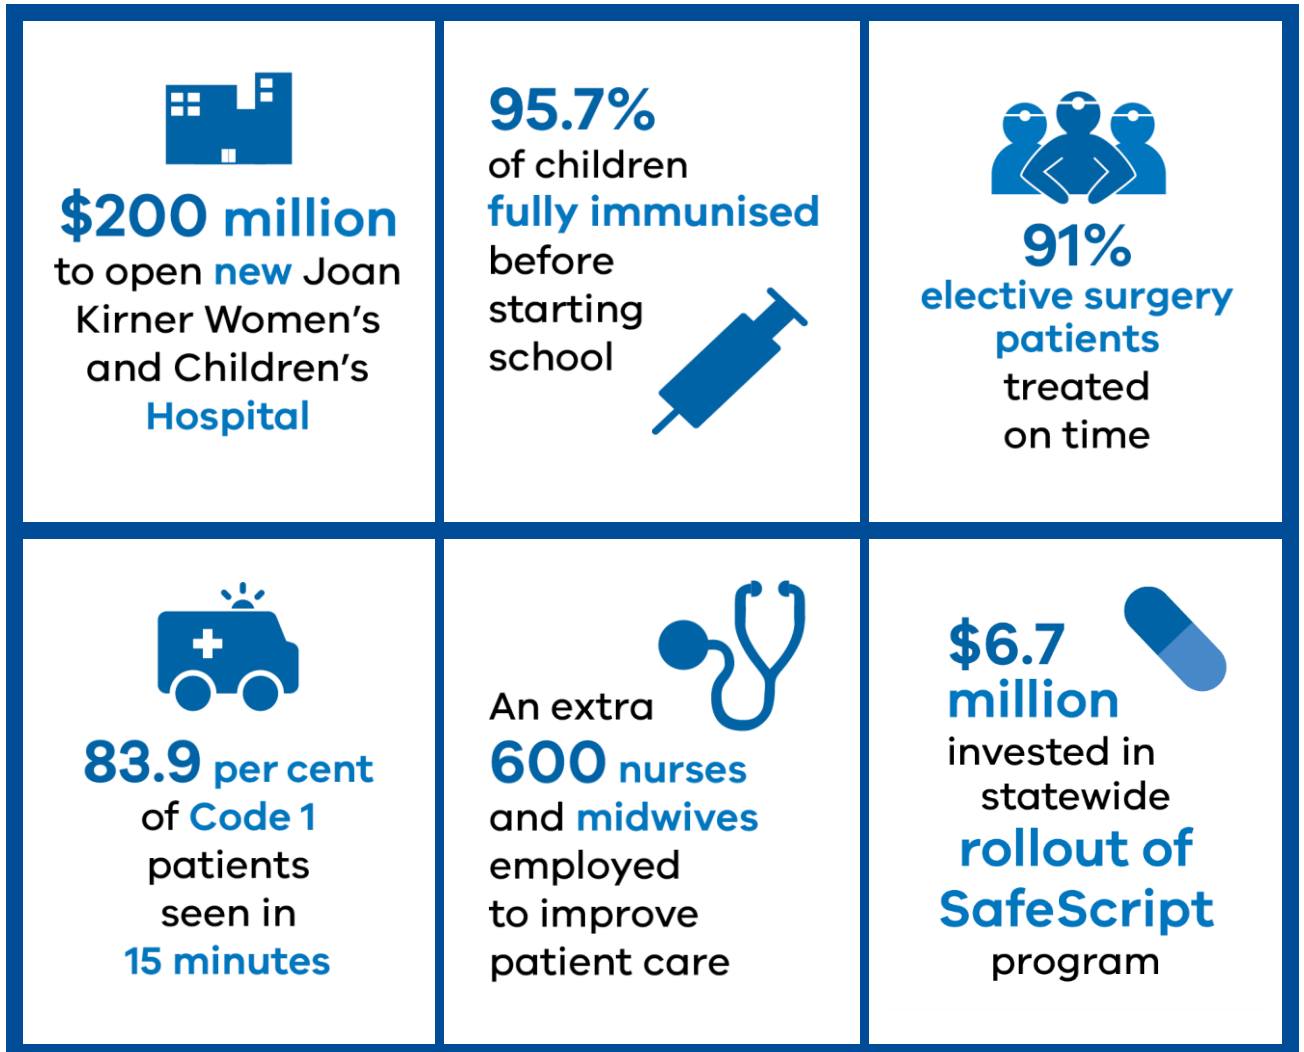 $200 million
to open new Joan
Kirner Women's
and Children's
Hospital
95.7%
of children
fully immunised
before
starting
school
91%
elective surgery
patients
treated
on time
83.9 per cent
of Code 1
patients
seen in
15 minutes
An extra
600 nurses
and midwives
employed
to improve
patient care
$6.7
million
invested in
statewide
rollout of
SafeScript
program